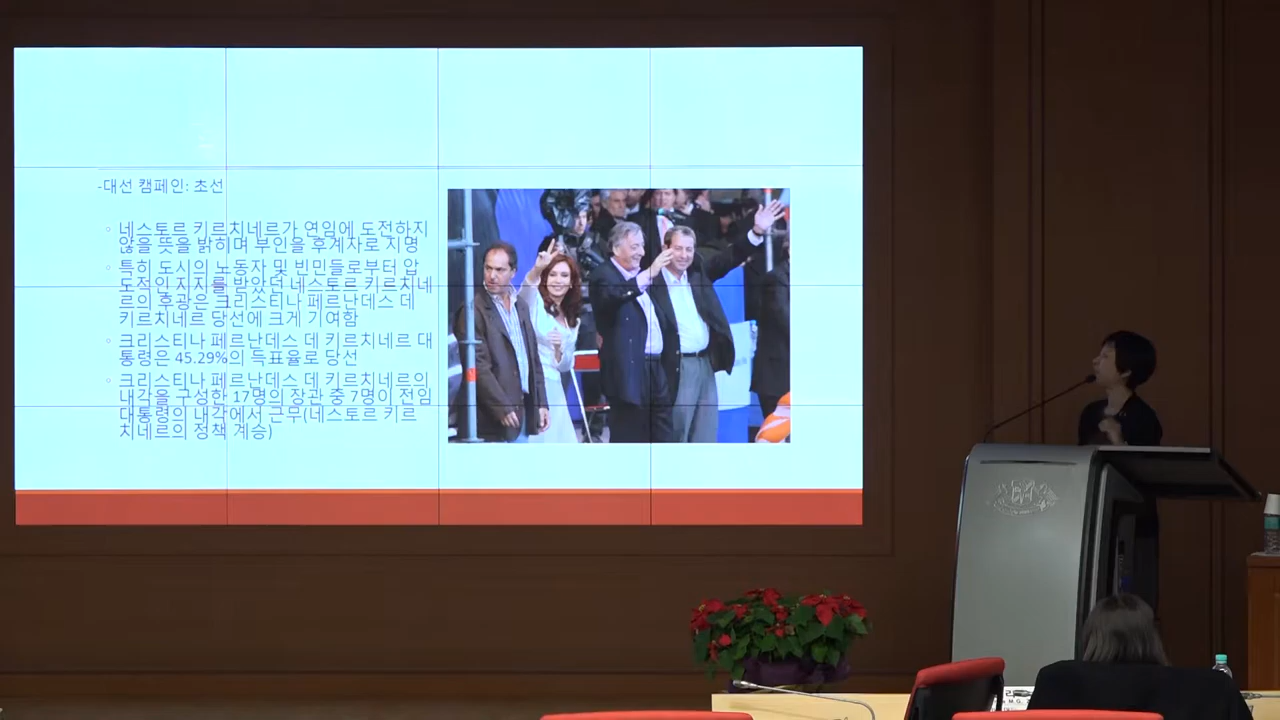 -대선 캠페인: 초선
◦ 네스토르 키르치네르가 연임에 도전하지
않을 뜻을 밝히며 부인을 후계자로 지명
◦ 특히 도시의 노동자 및 빈민들로부터 압
도적인 지지를 받았던 네스토르 키르치네
르의 후광은 크리스티나 페르난데스 데
키르치네르 당선에 크게 기여함
◦ 크리스티나 페르난데스 데 키르치네르 대
통령은 45.29%의 득표율로 당선
◦ 크리스티나 페르난데스 데 키르치네르의
내각을 구성한 17명의 장관 중 7명이 전임
대통령의 내각에서 근무(네스토르 키르
치네르의 정책 계승)